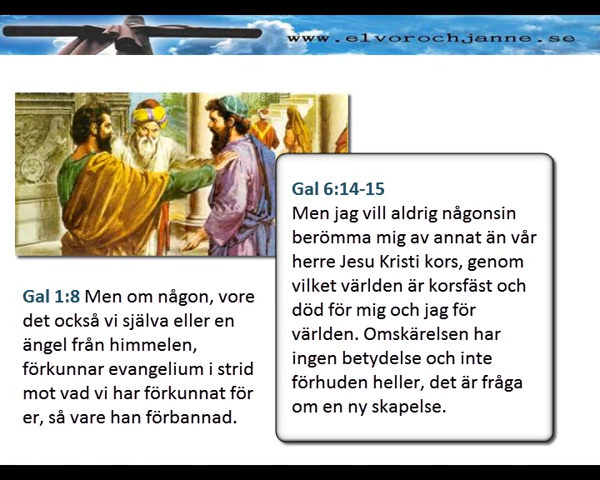 www.elvorochjanne.se
Gal 1:8 Men om någon, vore
det också vi själva eller en
ängel från himmelen,
förkunnar evangelium i strid
mot vad vi har förkunnat för
er, så vare han förbannad.
Gal 6:14-15
Men jag vill aldrig någonsin
berömma mig av annat än vår
herre Jesu Kristi kors, genom
vilket världen är korsfäst och
död för mig och jag för
världen. Omskärelsen har
ingen betydelse och inte
förhuden heller, det är fråga
om en ny skapelse.